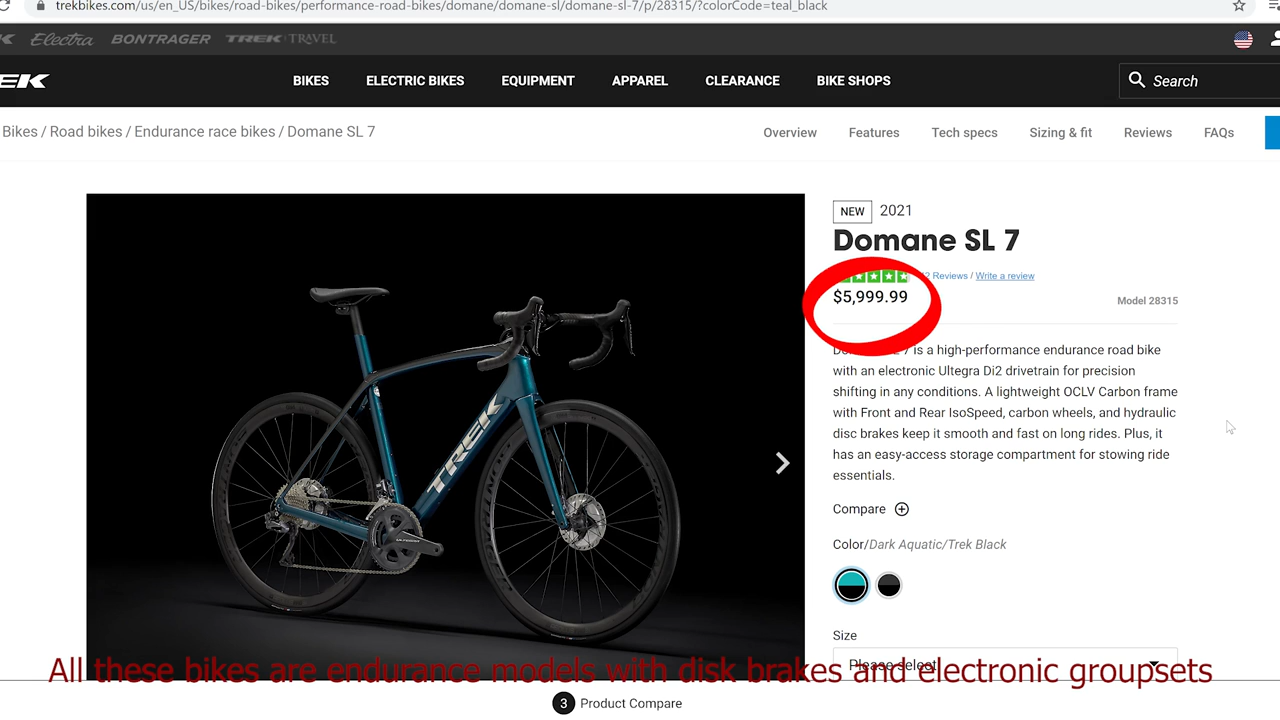 trekbikes.com/us/en_US/bikes/road-bikes/performance-road-bikes/domane/domane-sl/domane-sl-7/p/28315/?colorCode=teal_black
Electra BONTRAGER TREK TRAVEL
EK BIKES ELECTRIC BIKES EQUIPMENT APPAREL CLEARANCE BIKE SHOPS Search
Bikes / Road bikes / Endurance race bikes / Domane SL 7 Overview Features Tech specs Sizing & fit Reviews FAQs
NEW 2021
Domane SL 7
2 Reviews / Write a review
$5,999.99
Model 28315
7 is a high-performance endurance road bike
with an electronic Ultegra Di2 drivetrain for precision
shifting in any conditions. A lightweight OCLV Carbon frame
with Front and Rear IsoSpeed, carbon wheels, and hydraulic
disc brakes keep it smooth and fast on long rides. Plus, it
has an easy-access storage compartment for stowing ride
essentials.
Compare
Color/Dark Aquatic/Trek Black
Size
Please select
TREK
All these bikes are endurance models with disk brakes and electronic groupsets
3 Product Compare